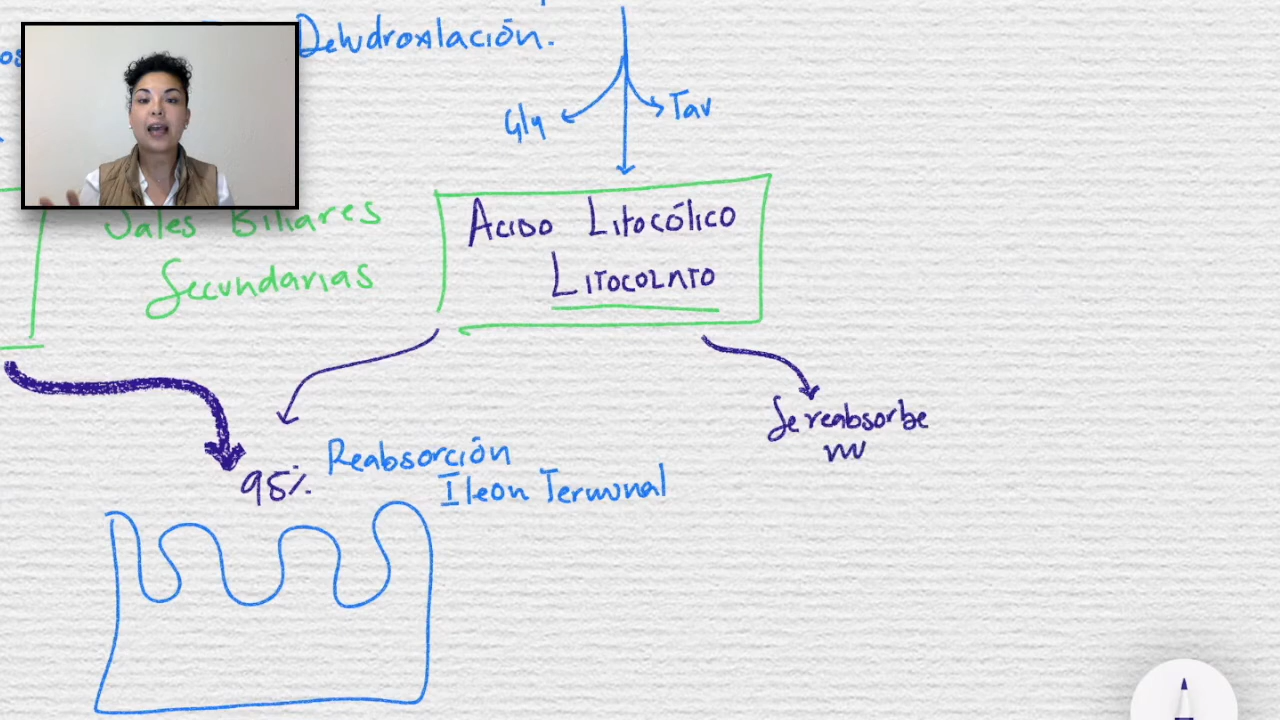 Dehidroxilación.
Gly
Tau
Sales Biliares
Secundarias
Acido Litocólico
Litocolato
Se reabsorbe
95%
Reabsorción
Ileon Terminal